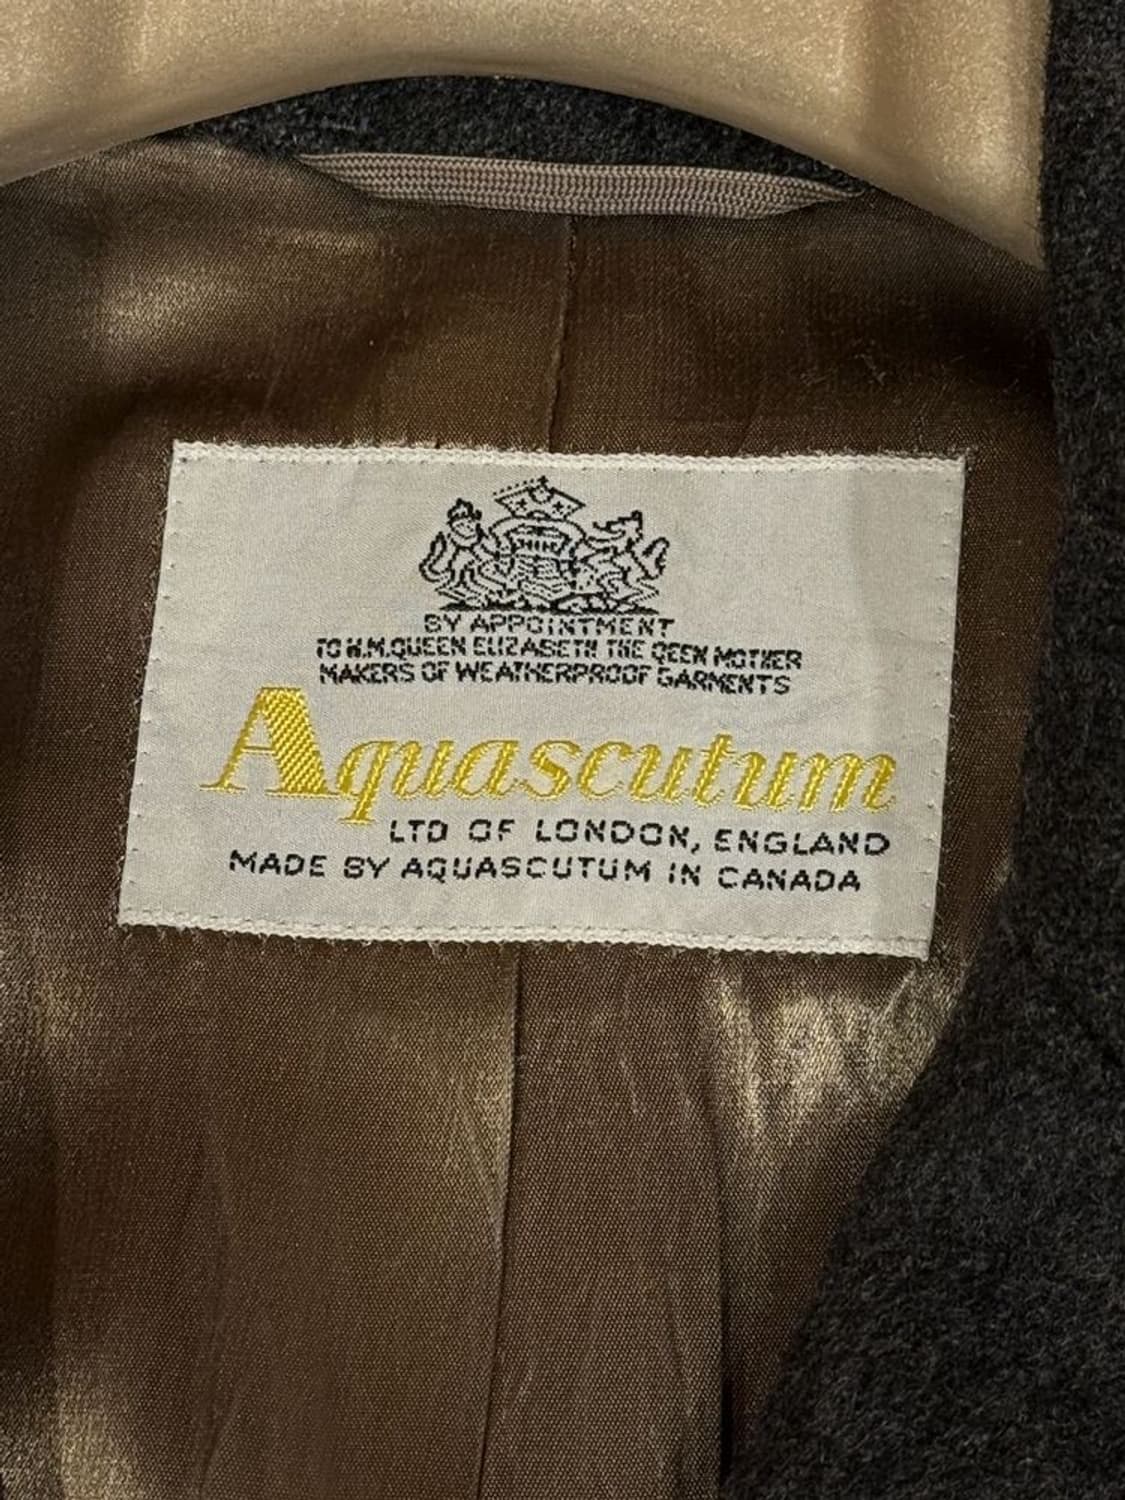 BY APPOINTMENT
TO H.M.QUEEN ELIZABETH THE QEEN MOTHER
MAKERS OF WEATHERPROOF GARMENTS
Aquascutum
LTD OF LONDON, ENGLAND
MADE BY AQUASCUTUM IN CANADA